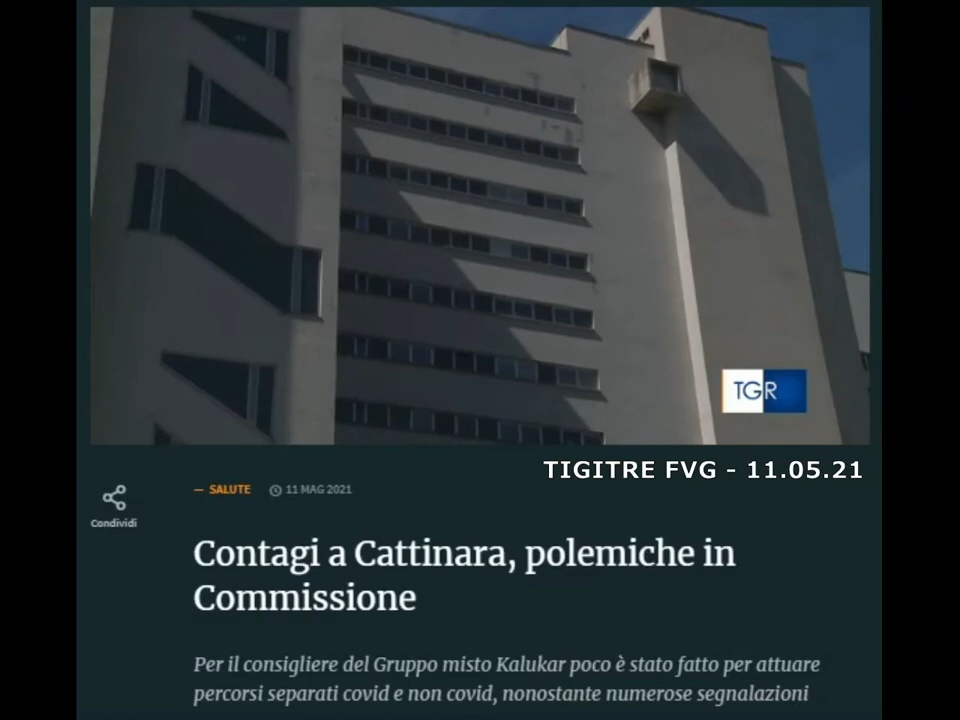 TGR
TIGITRE FVG - 11.05.21
Condividi
— SALUTE 11 MAG 2021
Contagi a Cattinara, polemiche in
Commissione
Per il consigliere del Gruppo misto Kalukar poco è stato fatto per attuare
percorsi separati covid e non covid, nonostante numerose segnalazioni